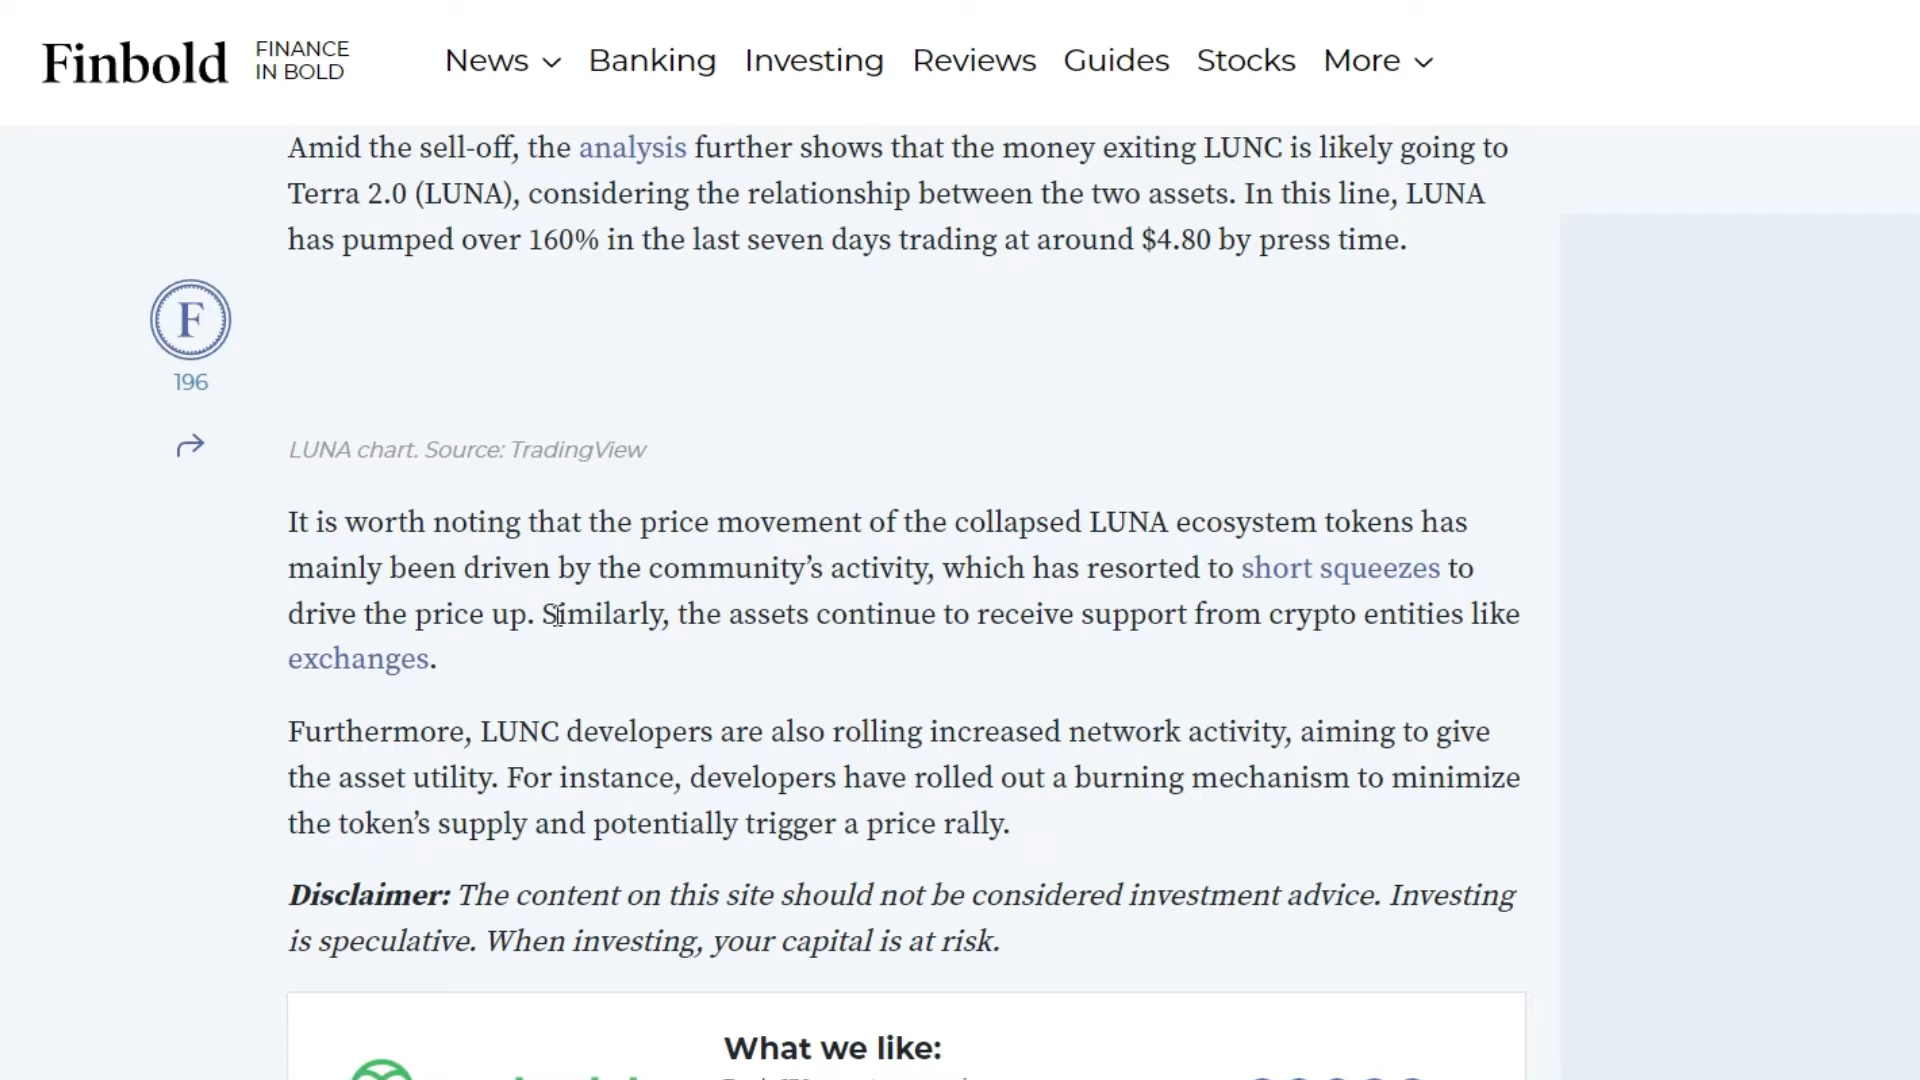 Finbold
FINANCE
IN BOLD
News
Banking
Investing
Reviews
Guides
Stocks
More
Amid the sell-off, the analysis further shows that the money exiting LUNC is likely going to
Terra 2.0 (LUNA), considering the relationship between the two assets. In this line, LUNA
has pumped over 160% in the last seven days trading at around $4.80 by press time.
F
196
LUNA chart. Source: TradingView
It is worth noting that the price movement of the collapsed LUNA ecosystem tokens has
mainly been driven by the community’s activity, which has resorted to short squeezes to
drive the price up. Similarly, the assets continue to receive support from crypto entities like
exchanges.
Furthermore, LUNC developers are also rolling increased network activity, aiming to give
the asset utility. For instance, developers have rolled out a burning mechanism to minimize
the token’s supply and potentially trigger a price rally.
Disclaimer: The content on this site should not be considered investment advice. Investing
is speculative. When investing, your capital is at risk.
What we like: